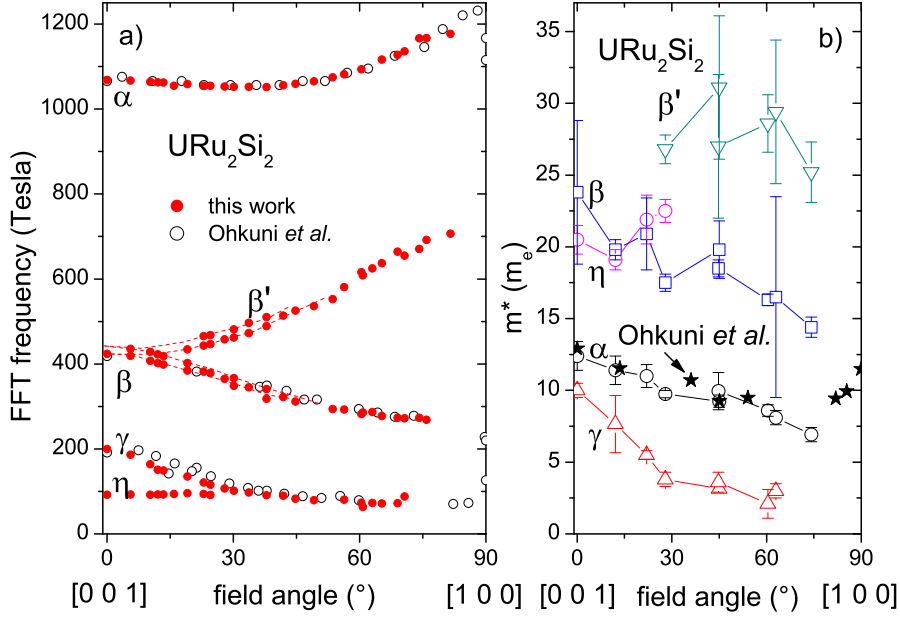 a)
1200
1000
800
600
400
200
0
FFT frequency (Tesla)
α
URu₂Si₂
this work
Ohkuni et al.
β'
β
γ
η
0 30 60 90
[0 0 1] field angle (°) [1 0 0]
b)
35
30
25
20
15
10
5
0
m* (mₑ)
URu₂Si₂
β'
β
η
Ohkuni et al.
α
γ
0 30 60 90
[0 0 1] field angle (°) [1 0 0]